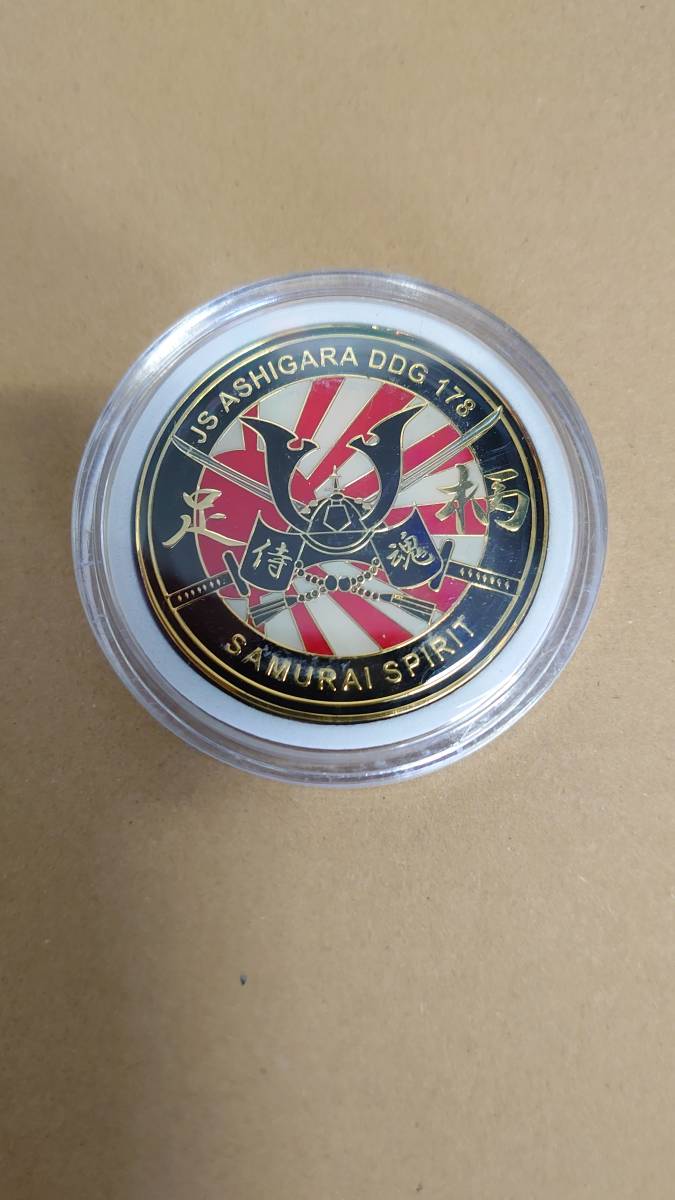 JS ASHIGARA DDG 178
足柄
侍魂
SAMURAI SPIRIT